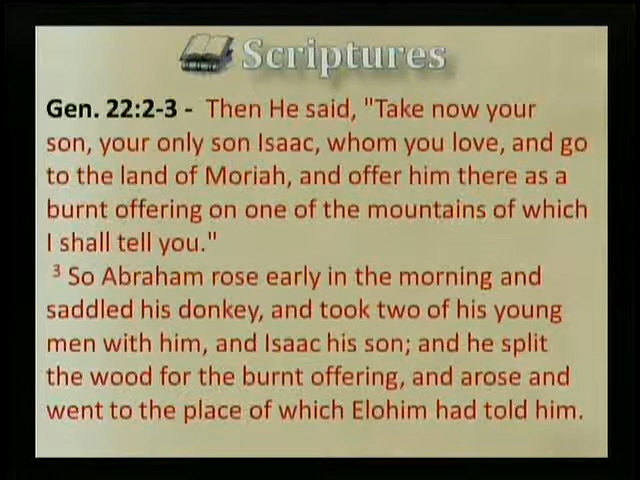 Scriptures
Gen. 22:2-3 - Then He said, "Take now your
son, your only son Isaac, whom you love, and go
to the land of Moriah, and offer him there as a
burnt offering on one of the mountains of which
I shall tell you."
3 So Abraham rose early in the morning and
saddled his donkey, and took two of his young
men with him, and Isaac his son; and he split
the wood for the burnt offering, and arose and
went to the place of which Elohim had told him.